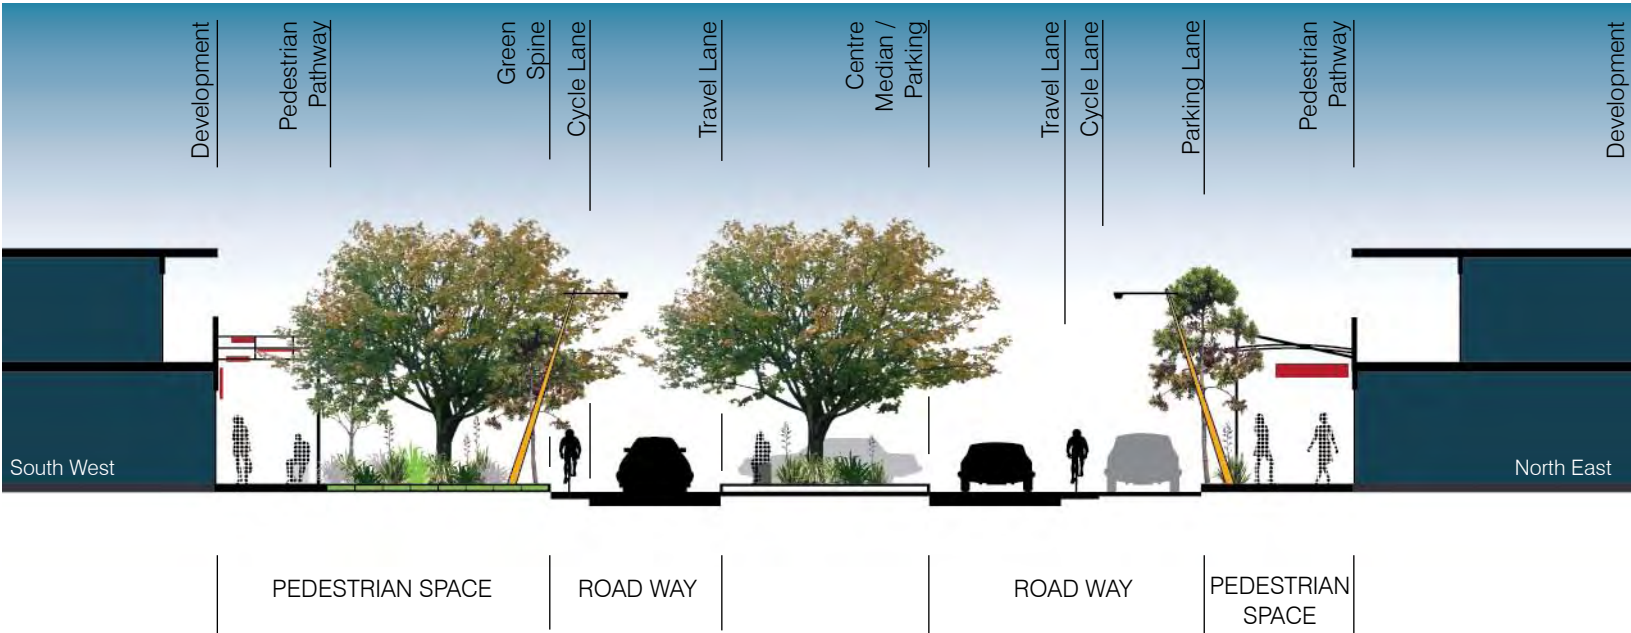 Development
Pedestrian
Pathway
Green
Spine
Cycle Lane
Travel Lane
Centre
Median /
Parking
Travel Lane
Cycle Lane
Parking Lane
Pedestrian
Pathway
Development
South West
North East
PEDESTRIAN SPACE
ROAD WAY
ROAD WAY
PEDESTRIAN
SPACE